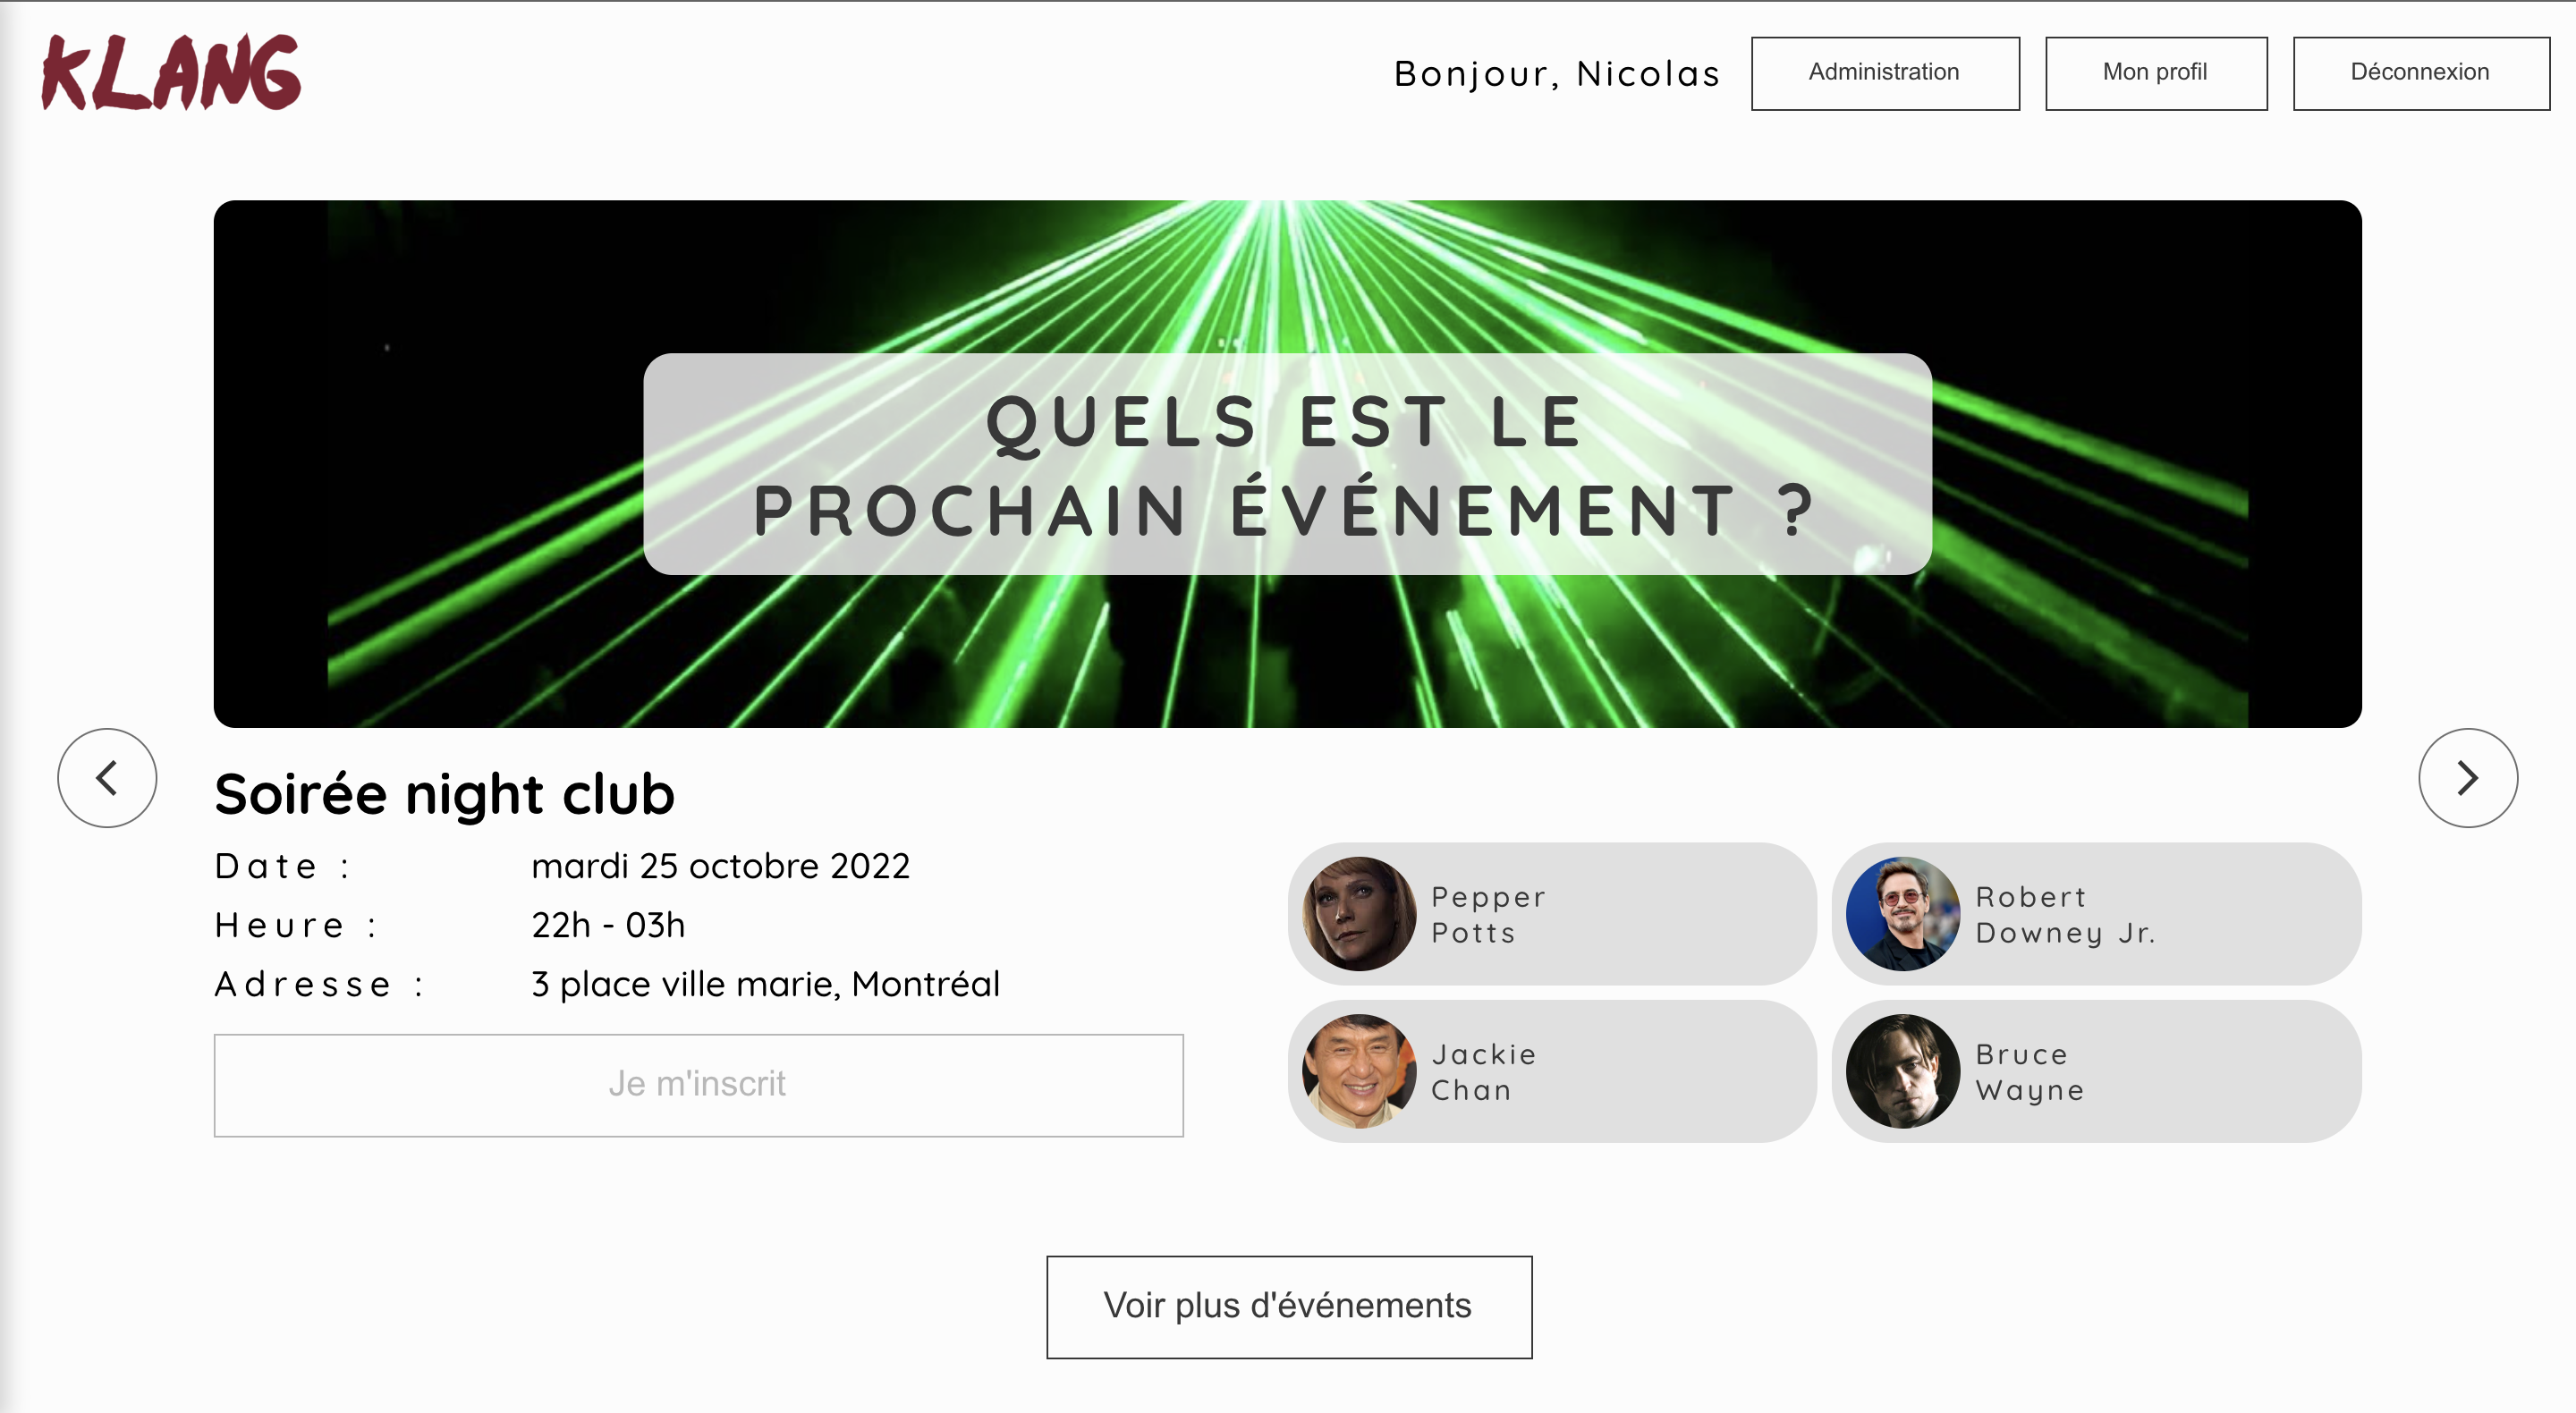 KLANG
Bonjour, Nicolas
Administration
Mon profil
Déconnexion
QUELS EST LE
PROCHAIN ÉVÉNEMENT ?
Soirée night club
Date :
mardi 25 octobre 2022
Heure :
22h - 03h
Adresse :
3 place ville marie, Montréal
Je m'inscrit
Pepper
Potts
Robert
Downey Jr.
Jackie
Chan
Bruce
Wayne
Voir plus d'événements